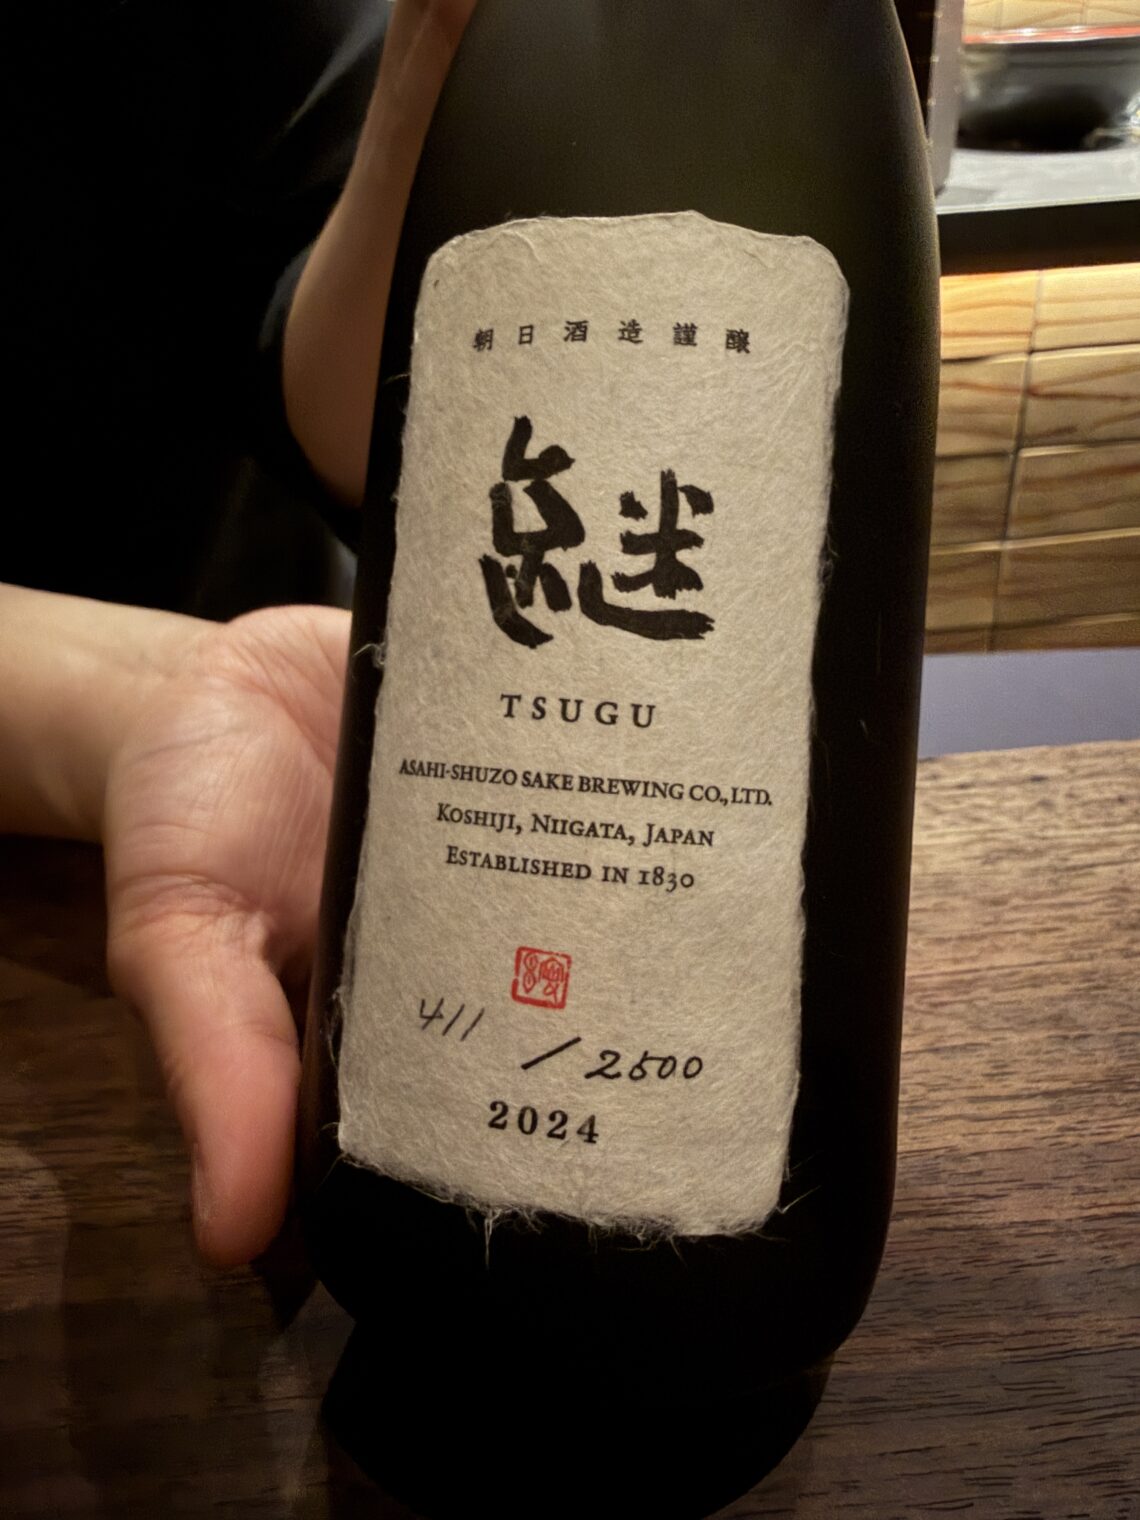 朝日酒造謹醸
継
TSUGU
ASAHI-SHUZO SAKE BREWING CO., LTD.
KOSHIJI, NIIGATA, JAPAN
ESTABLISHED IN 1830
411 / 2500
2024